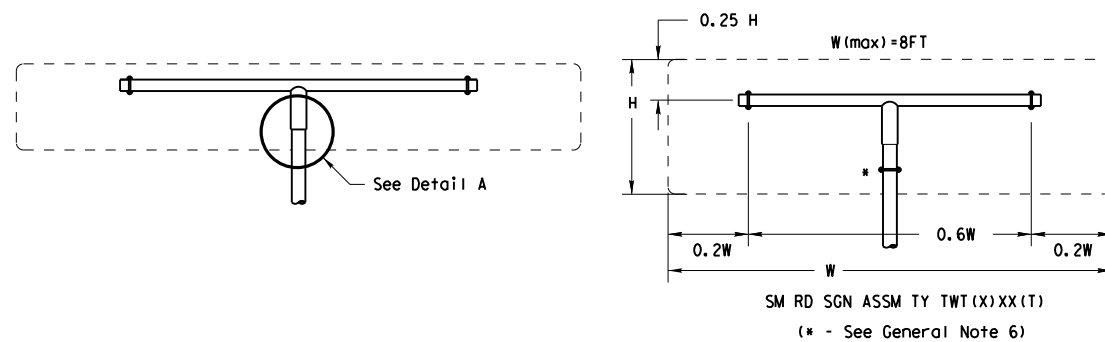 0.25 H
W(max)=8FT
H
See Detail A
*
0.2W
0.6W
0.2W
W
SM RD SGN ASSM TY TWT(X)XX(T)
(* - See General Note 6)